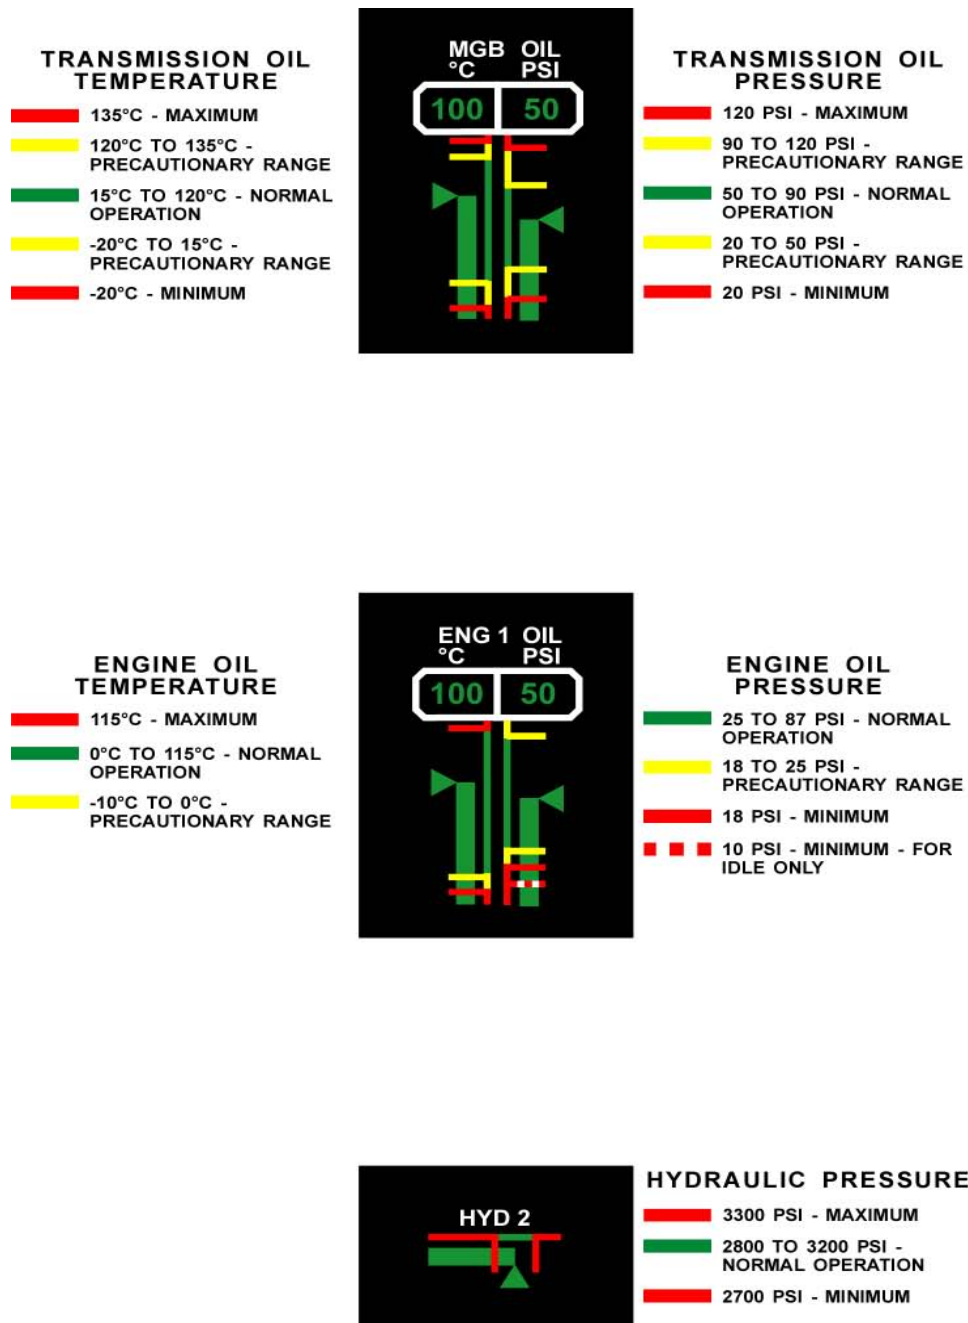 TRANSMISSION OIL
TEMPERATURE
135°C - MAXIMUM
120°C TO 135°C -
PRECAUTIONARY RANGE
15°C TO 120°C - NORMAL
OPERATION
-20°C TO 15°C -
PRECAUTIONARY RANGE
-20°C - MINIMUM
MGB OIL
°C PSI
100 50
TRANSMISSION OIL
PRESSURE
120 PSI - MAXIMUM
90 TO 120 PSI -
PRECAUTIONARY RANGE
50 TO 90 PSI - NORMAL
OPERATION
20 TO 50 PSI -
PRECAUTIONARY RANGE
20 PSI - MINIMUM
ENGINE OIL
TEMPERATURE
115°C - MAXIMUM
0°C TO 115°C - NORMAL
OPERATION
-10°C TO 0°C -
PRECAUTIONARY RANGE
ENG 1 OIL
°C PSI
100 50
ENGINE OIL
PRESSURE
25 TO 87 PSI - NORMAL
OPERATION
18 TO 25 PSI -
PRECAUTIONARY RANGE
18 PSI - MINIMUM
10 PSI - MINIMUM - FOR
IDLE ONLY
HYD 2
HYDRAULIC PRESSURE
3300 PSI - MAXIMUM
2800 TO 3200 PSI -
NORMAL OPERATION
2700 PSI - MINIMUM